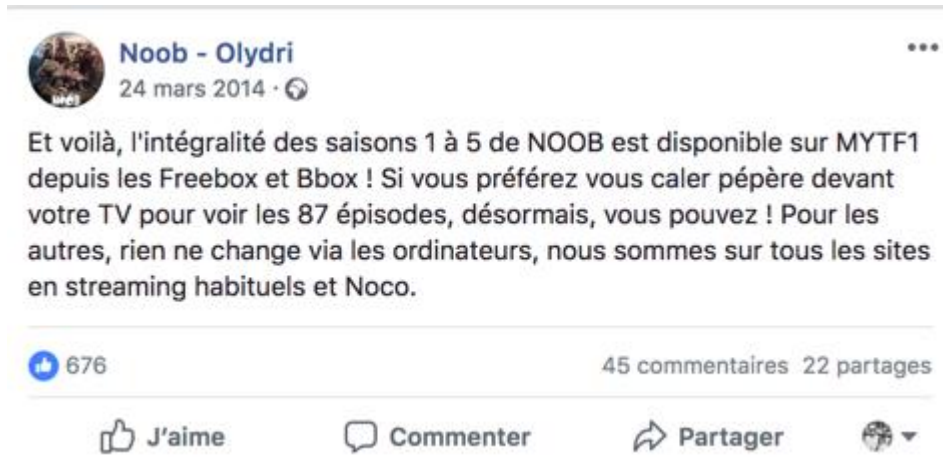 Noob - Olydri
24 mars 2014 ·
Et voilà, l'intégralité des saisons 1 à 5 de NOOB est disponible sur MYTF1
depuis les Freebox et Bbox ! Si vous préférez vous caler pépère devant
votre TV pour voir les 87 épisodes, désormais, vous pouvez ! Pour les
autres, rien ne change via les ordinateurs, nous sommes sur tous les sites
en streaming habituels et Noco.
676
45 commentaires 22 partages
J'aime Commenter Partager